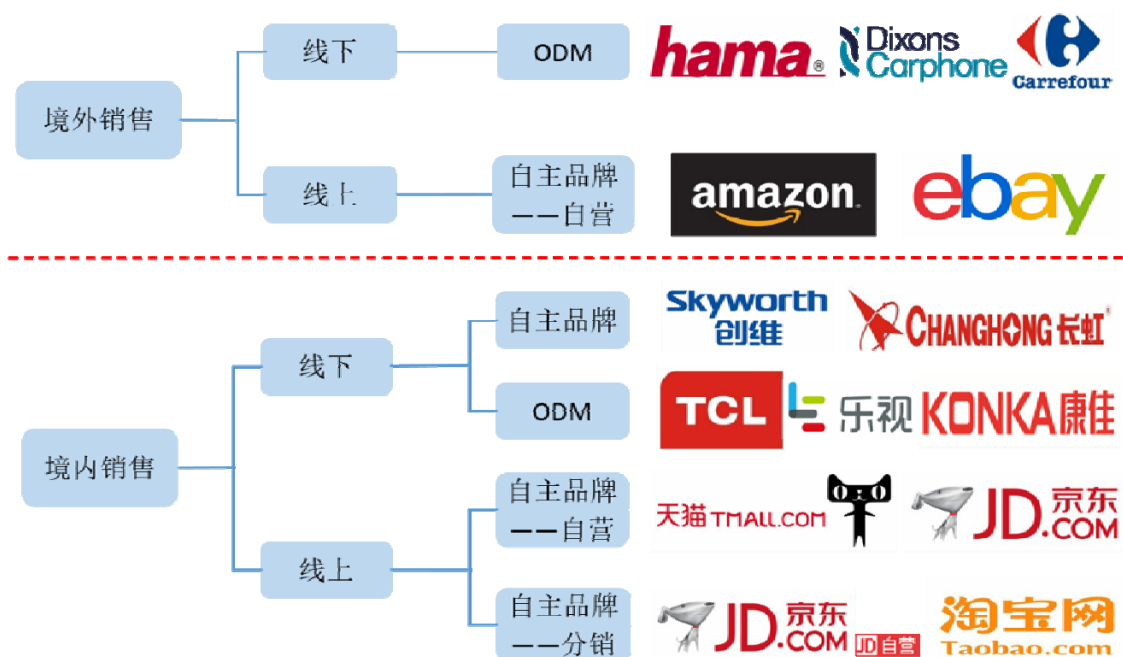 线下
ODM
hama®
Dixons
Carphone
Carrefour
境外销售
线上
自主品牌
——自营
amazon
ebay
自主品牌
Skyworth
创维
CHANGHONG 长虹
线下
ODM
TCL
乐视
KONKA康佳
境内销售
自主品牌
——自营
天猫 TMALL.COM
JD.京东
.COM
线上
自主品牌
——分销
JD.京东
.COM
JD自营
淘宝网
Taobao.com